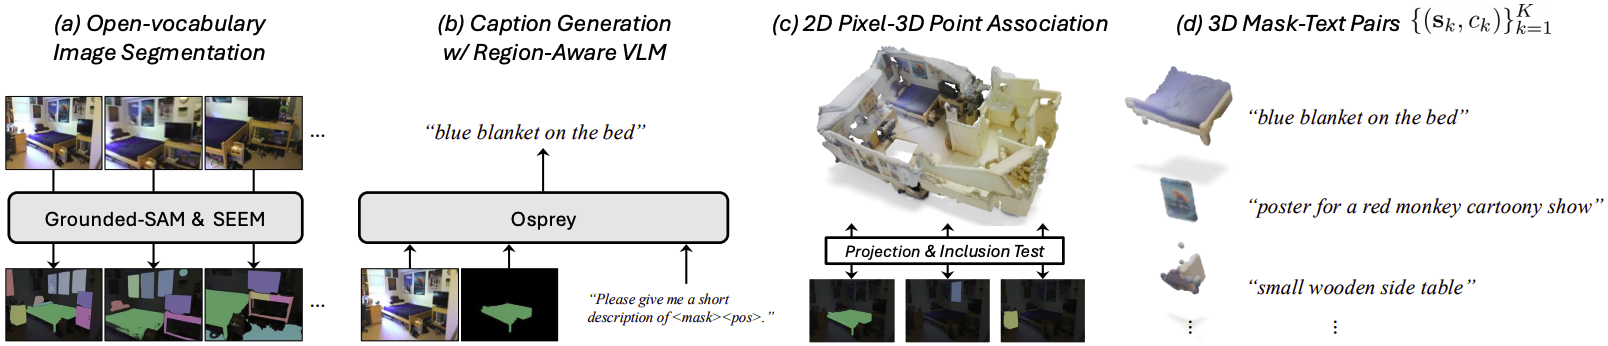 (a) Open-vocabulary
Image Segmentation
...
Grounded-SAM & SEEM
...
(b) Caption Generation
w/ Region-Aware VLM
“blue blanket on the bed”
Osprey
“Please give me a short
description of <mask><pos>.”
(c) 2D Pixel-3D Point Association
Projection & Inclusion Test
(d) 3D Mask-Text Pairs {(s_k, c_k)}_{k=1}^{K}
“blue blanket on the bed”
“poster for a red monkey cartoony show”
“small wooden side table”
⋮ ⋮